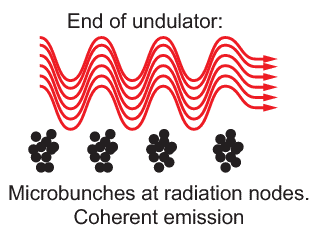 End of undulator:
Microbunches at radiation nodes.
Coherent emission